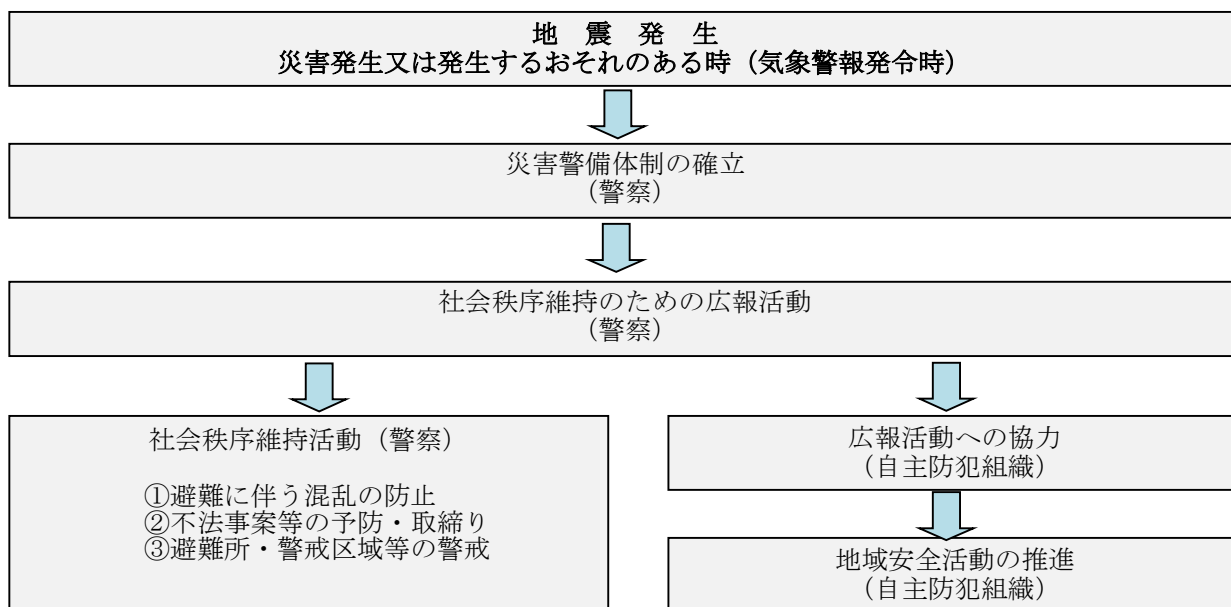 地　震　発　生
災害発生又は発生するおそれのある時（気象警報発令時）
災害警備体制の確立
（警察）
社会秩序維持のための広報活動
（警察）
社会秩序維持活動（警察）
①避難に伴う混乱の防止
②不法事案等の予防・取締り
③避難所・警戒区域等の警戒
広報活動への協力
（自主防犯組織）
地域安全活動の推進
（自主防犯組織）